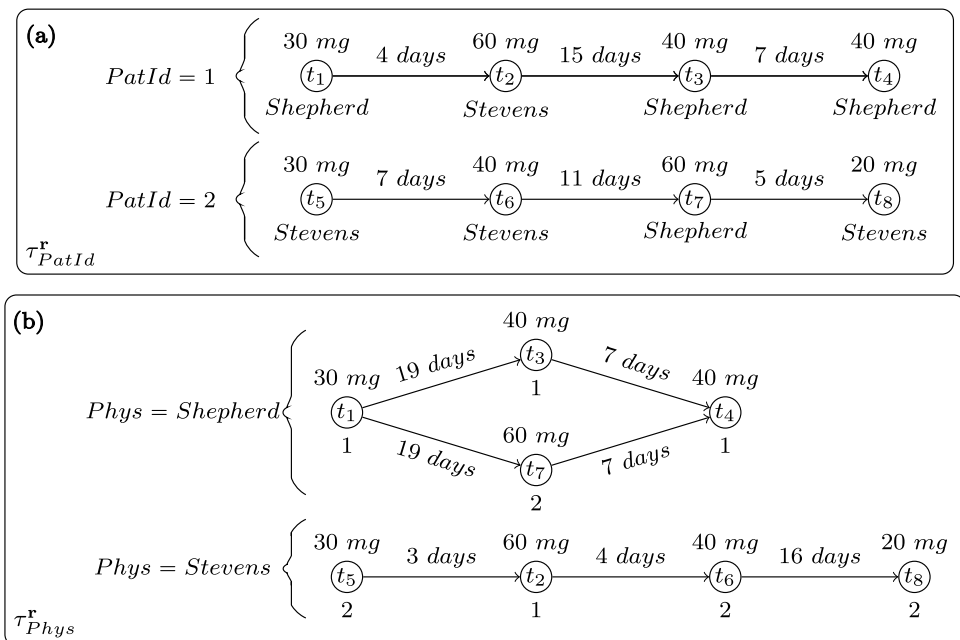 (a)
30 mg 60 mg 40 mg 40 mg
4 days 15 days 7 days
PatId = 1 t1 t2 t3 t4
Shepherd Stevens Shepherd Shepherd
30 mg 40 mg 60 mg 20 mg
7 days 11 days 5 days
PatId = 2 t5 t6 t7 t8
Stevens Stevens Shepherd Stevens
τ^r_PatId
(b)
40 mg
t3
19 days 7 days
1
30 mg 40 mg
Phys = Shepherd t1 t4
1 1
60 mg
19 days 7 days
t7
2
30 mg 60 mg 40 mg 20 mg
3 days 4 days 16 days
Phys = Stevens t5 t2 t6 t8
2 1 2 2
τ^r_Phys